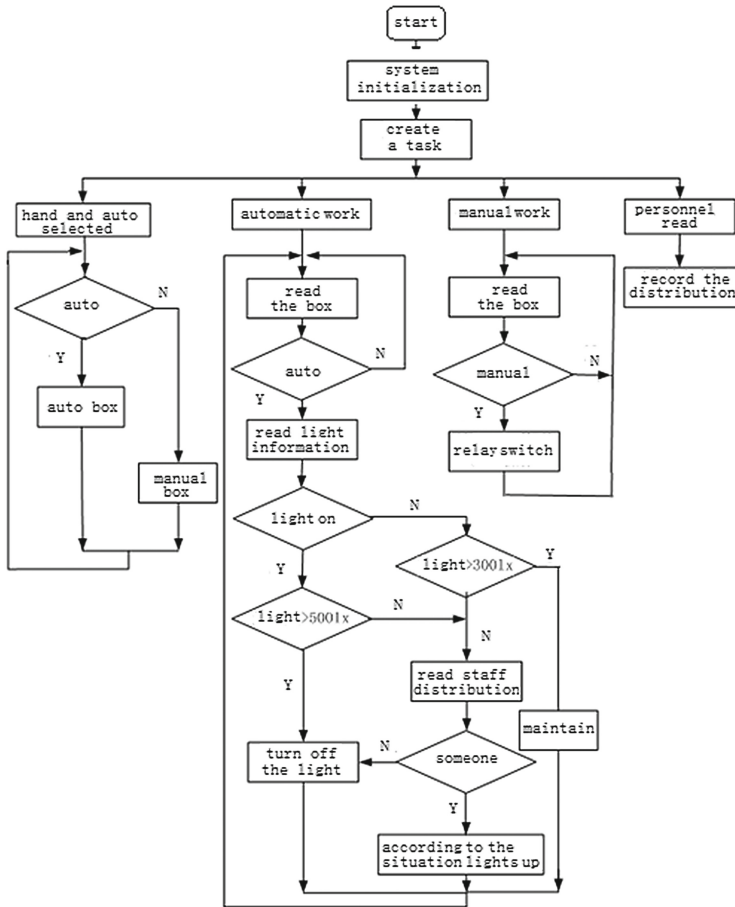 start
system
initialization
create
a task
hand and auto
selected
automatic work
manual work
personnel
read
auto
N
Y
auto box
manual
box
read
the box
auto
N
Y
read light
information
light on
N
Y
light>500lx
N
Y
light>300lx
Y
N
read staff
distribution
someone
N
Y
turn off
the light
maintain
according to the
situation lights up
read
the box
manual
N
Y
relay switch
record the
distribution